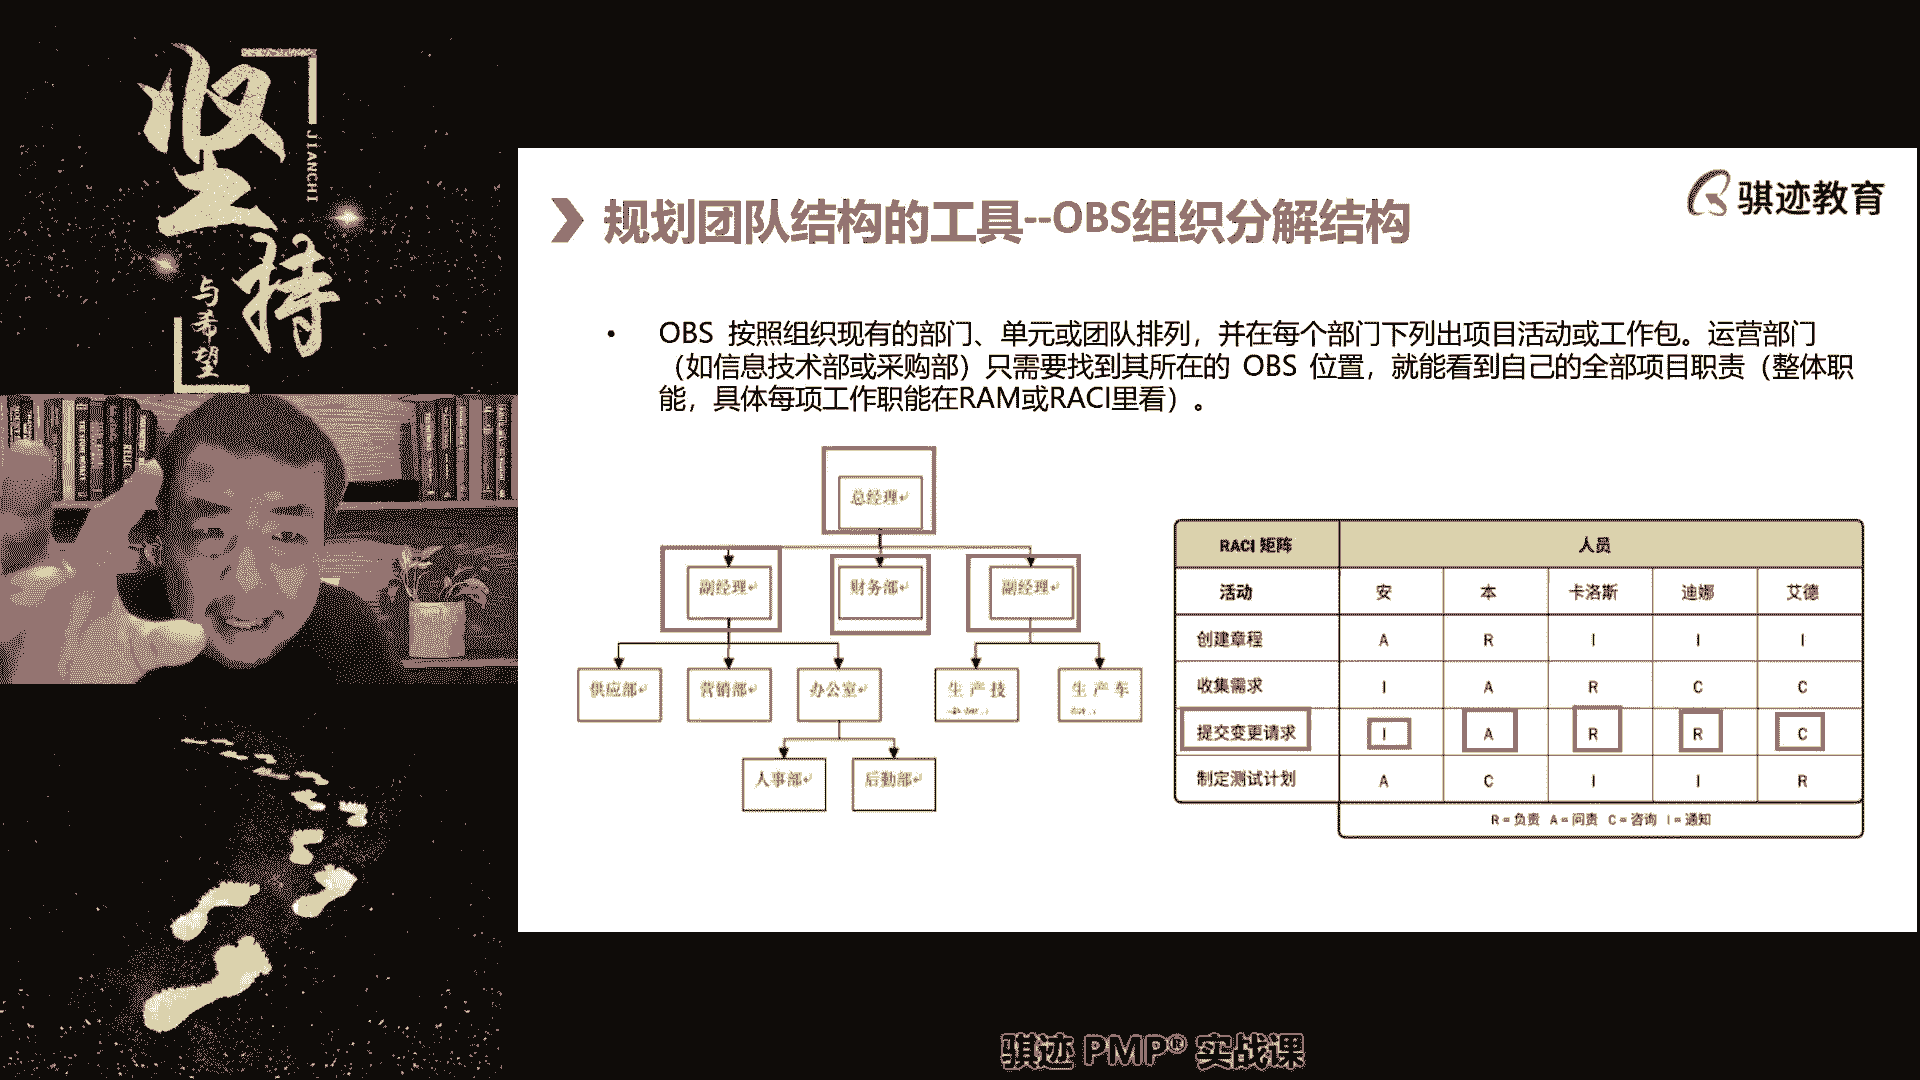 坚持
JIANCHI
与希望
骐迹教育
规划团队结构的工具--OBS组织分解结构
• OBS 按照组织现有的部门、单元或团队排列，并在每个部门下列出项目活动或工作包。运营部门
（如信息技术部或采购部）只需要找到其所在的 OBS 位置，就能看到自己的全部项目职责（整体职
能，具体每项工作职能在RAM或RACI里看）。
总经理
副经理 财务部 副经理
供应部 营销部 办公室 生产技 生产车
人事部 后勤部
RACI 矩阵 人员
活动 安 本 卡洛斯 迪娜 艾德
创建章程 A R I I I
收集需求 I A R C C
提交变更请求 I A R R C
制定测试计划 A C I I R
R = 负责 A = 问责 C = 咨询 I = 通知
骐迹 PMP® 实战课